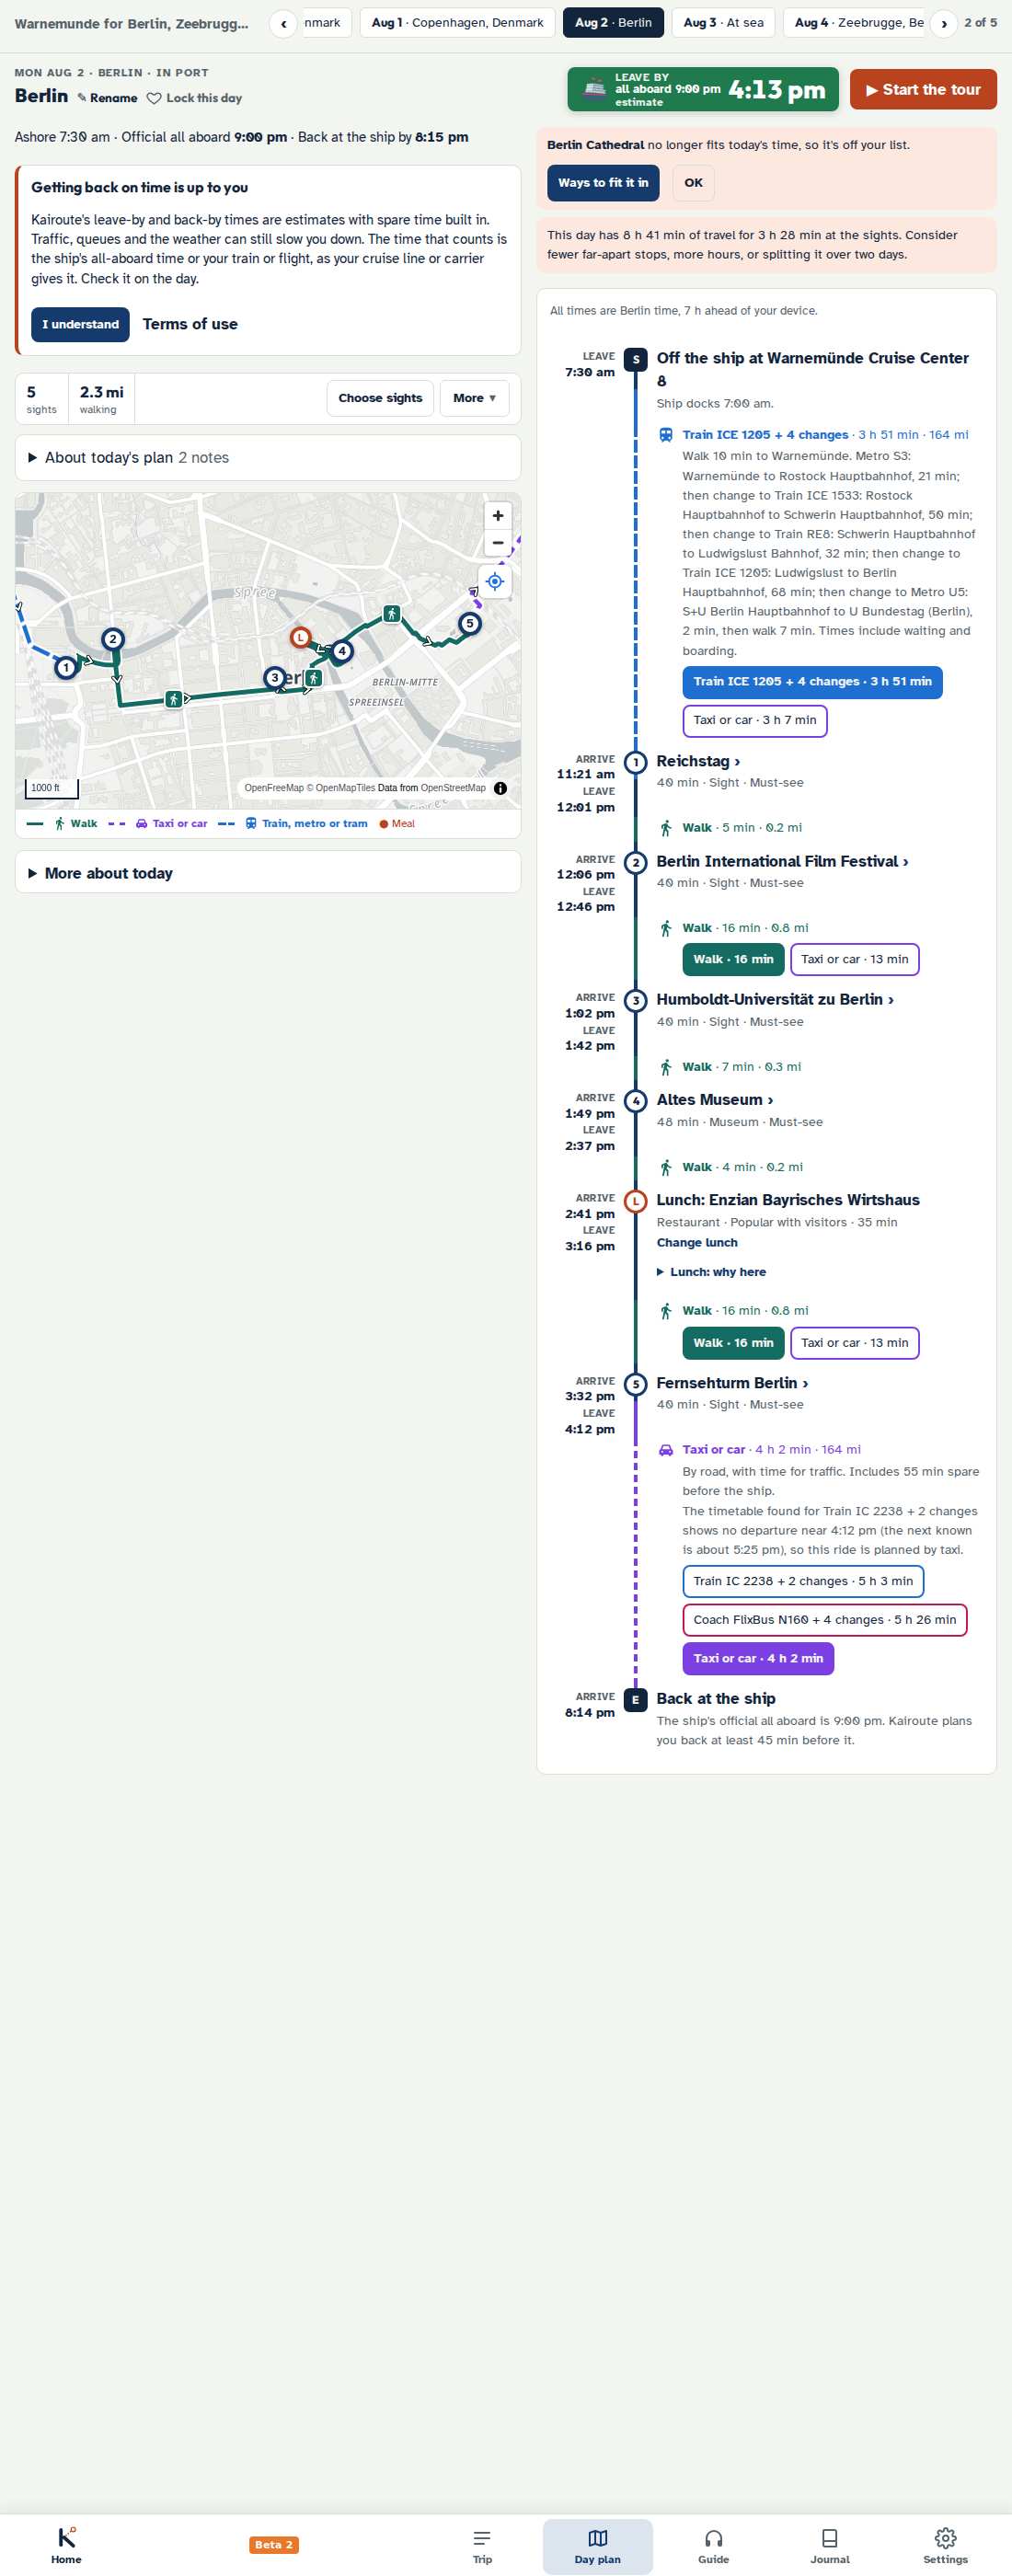 Warnemunde for Berlin, Zeebrugg...
‹
nmark
Aug 1 · Copenhagen, Denmark
Aug 2 · Berlin
Aug 3 · At sea
Aug 4 · Zeebrugge, Be
›
2 of 5
MON AUG 2 · BERLIN · IN PORT
Berlin ✎ Rename Lock this day
LEAVE BY
all aboard 9:00 pm
estimate
4:13 pm
▶ Start the tour
Ashore 7:30 am · Official all aboard 9:00 pm · Back at the ship by 8:15 pm
Getting back on time is up to you
Kairoute's leave-by and back-by times are estimates with spare time built in.
Traffic, queues and the weather can still slow you down. The time that counts is
the ship's all-aboard time or your train or flight, as your cruise line or carrier
gives it. Check it on the day.
I understand
Terms of use
5
sights
2.3 mi
walking
Choose sights
More ▼
▶ About today's plan 2 notes
+
−
Spree
1
2
3
4
5
L
BERLIN-MITTE
SPREEINSEL
Spree
1000 ft
OpenFreeMap © OpenMapTiles Data from OpenStreetMap
Walk
Taxi or car
Train, metro or tram
Meal
▶ More about today
Berlin Cathedral no longer fits today's time, so it's off your list.
Ways to fit it in
OK
This day has 8 h 41 min of travel for 3 h 28 min at the sights. Consider
fewer far-apart stops, more hours, or splitting it over two days.
All times are Berlin time, 7 h ahead of your device.
LEAVE
7:30 am
S
Off the ship at Warnemünde Cruise Center
8
Ship docks 7:00 am.
Train ICE 1205 + 4 changes · 3 h 51 min · 164 mi
Walk 10 min to Warnemünde. Metro S3:
Warnemünde to Rostock Hauptbahnhof, 21 min;
then change to Train ICE 1533: Rostock
Hauptbahnhof to Schwerin Hauptbahnhof, 50 min;
then change to Train RE8: Schwerin Hauptbahnhof
to Ludwigslust Bahnhof, 32 min; then change to
Train ICE 1205: Ludwigslust to Berlin
Hauptbahnhof, 68 min; then change to Metro U5:
S+U Berlin Hauptbahnhof to U Bundestag (Berlin),
2 min, then walk 7 min. Times include waiting and
boarding.
Train ICE 1205 + 4 changes · 3 h 51 min
Taxi or car · 3 h 7 min
ARRIVE
11:21 am
LEAVE
12:01 pm
1
Reichstag ›
40 min · Sight · Must-see
Walk · 5 min · 0.2 mi
ARRIVE
12:06 pm
LEAVE
12:46 pm
2
Berlin International Film Festival ›
40 min · Sight · Must-see
Walk · 16 min · 0.8 mi
Walk · 16 min
Taxi or car · 13 min
ARRIVE
1:02 pm
LEAVE
1:42 pm
3
Humboldt-Universität zu Berlin ›
40 min · Sight · Must-see
Walk · 7 min · 0.3 mi
ARRIVE
1:49 pm
LEAVE
2:37 pm
4
Altes Museum ›
48 min · Museum · Must-see
Walk · 4 min · 0.2 mi
ARRIVE
2:41 pm
LEAVE
3:16 pm
L
Lunch: Enzian Bayrisches Wirtshaus
Restaurant · Popular with visitors · 35 min
Change lunch
▶ Lunch: why here
Walk · 16 min · 0.8 mi
Walk · 16 min
Taxi or car · 13 min
ARRIVE
3:32 pm
LEAVE
4:12 pm
5
Fernsehturm Berlin ›
40 min · Sight · Must-see
Taxi or car · 4 h 2 min · 164 mi
By road, with time for traffic. Includes 55 min spare
before the ship.
The timetable found for Train IC 2238 + 2 changes
shows no departure near 4:12 pm (the next known
is about 5:25 pm), so this ride is planned by taxi.
Train IC 2238 + 2 changes · 5 h 3 min
Coach FlixBus N160 + 4 changes · 5 h 26 min
Taxi or car · 4 h 2 min
ARRIVE
8:14 pm
E
Back at the ship
The ship's official all aboard is 9:00 pm. Kairoute plans
you back at least 45 min before it.
Home
Beta 2
Trip
Day plan
Guide
Journal
Settings